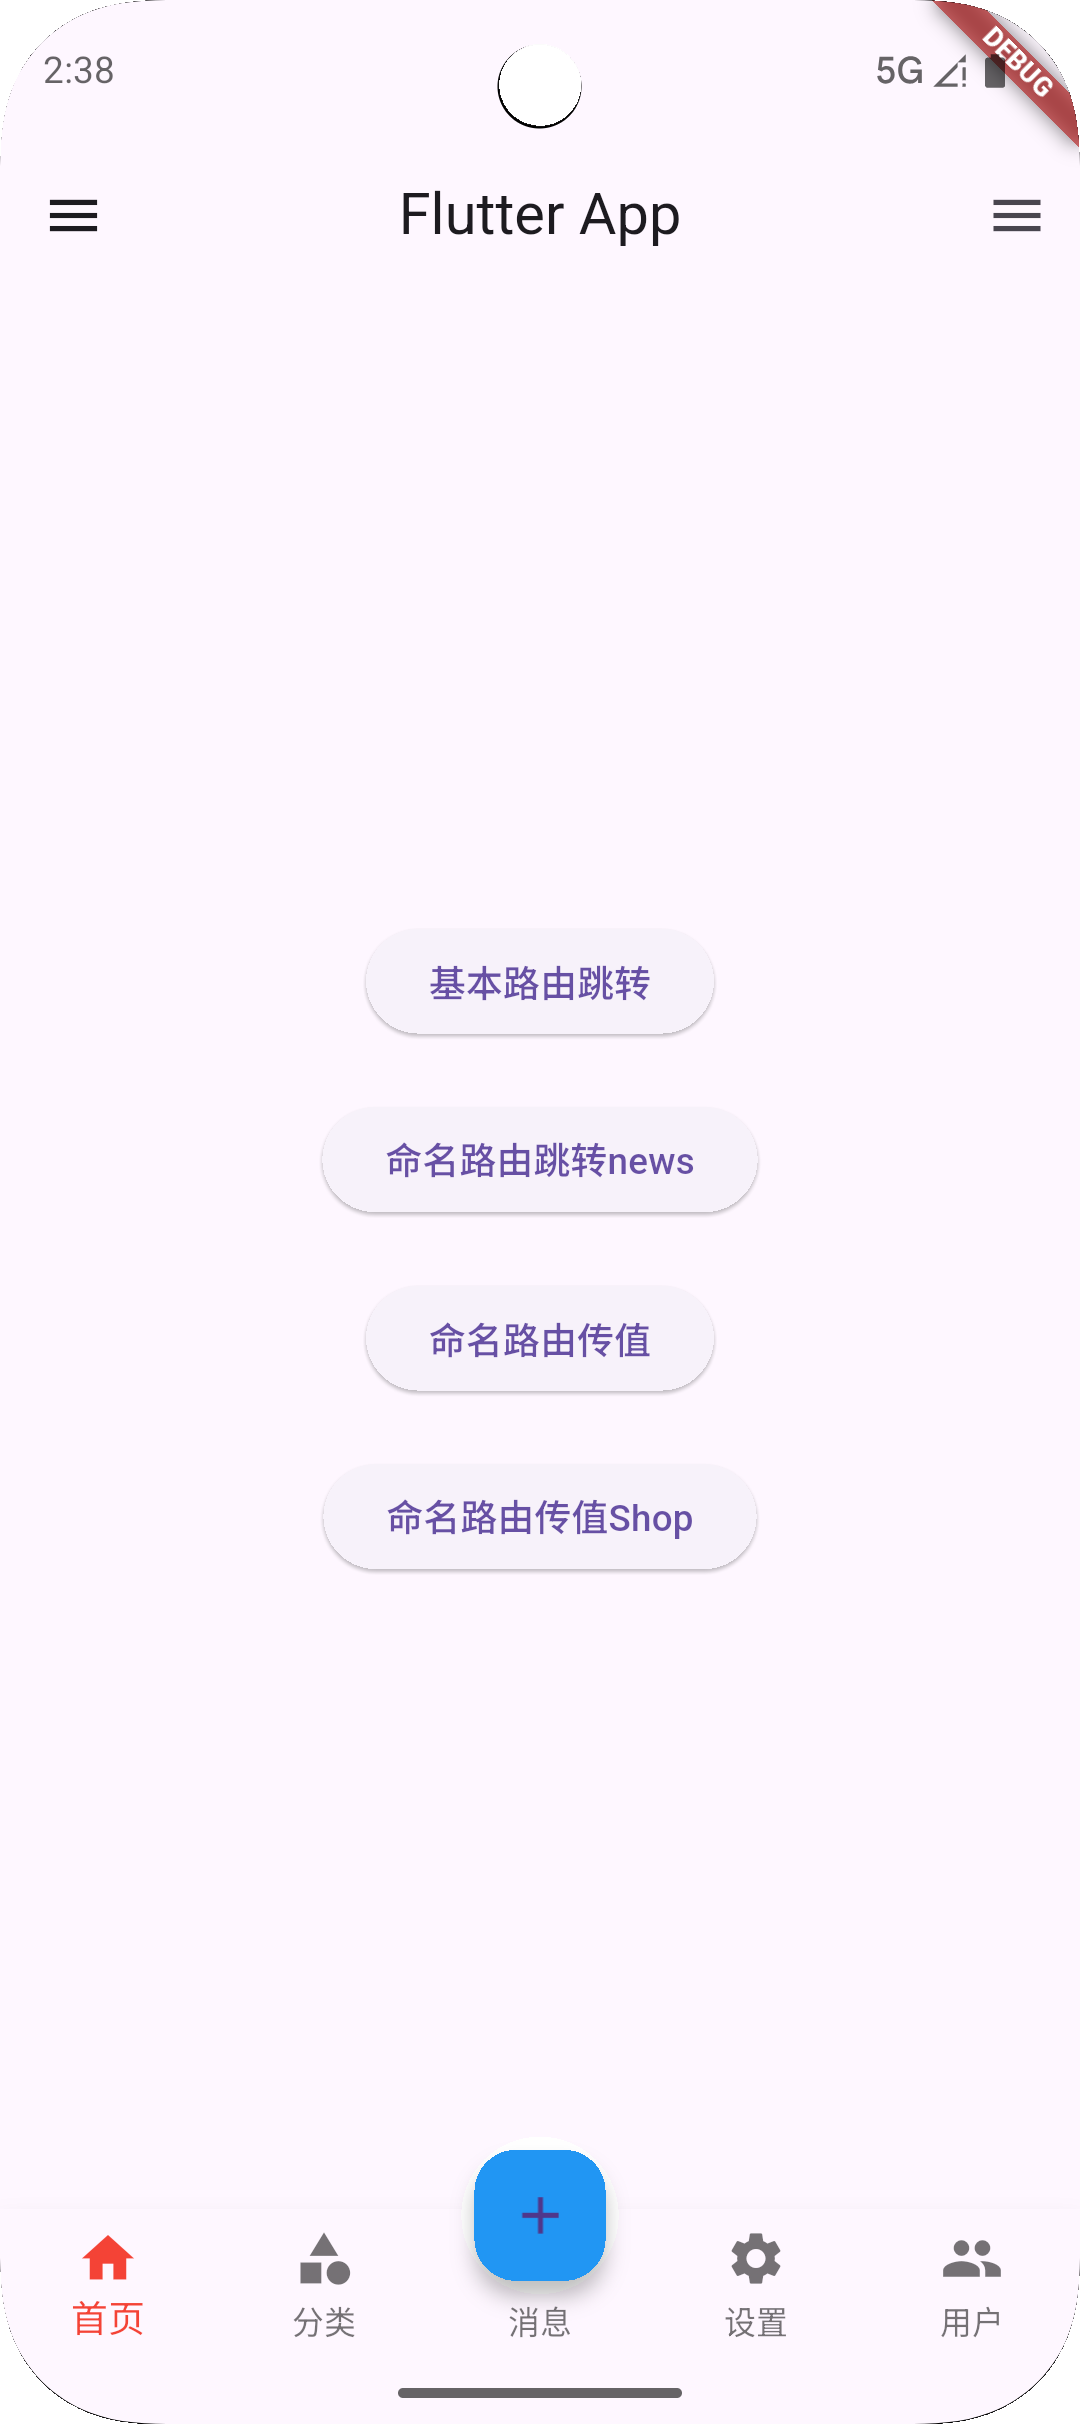 2:38
5G
DEBUG
Flutter App
基本路由跳转
命名路由跳转news
命名路由传值
命名路由传值Shop
首页
分类
消息
设置
用户